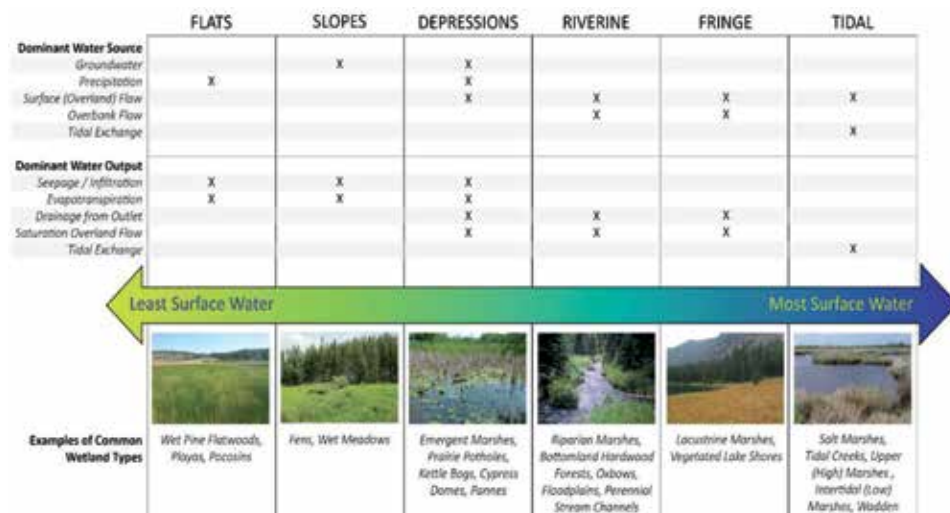 FLATS SLOPES DEPRESSIONS RIVERINE FRINGE TIDAL
Dominant Water Source
Groundwater X X
Precipitation X X
Surface (Overland) Flaw X X X X
Overbank Flaw X X
Tidal Exchange X
Dominant Water Output
Seepage / Infiltration X X X
Evapotranspiration X X X
Drainage from Outlet X X X
Saturation Overland Flow X X X
Tidal Exchange X
Least Surface Water Most Surface Water
Examples of Common
Wetland Types
Wet Pine Flatwoods,
Playas, Pocosins
Fens, Wet Meadows
Emergent Marshes,
Prairie Potholes,
Kettle Bogs, Cypress
Domes, Pannes
Riparian Marshes,
Bottomland Hardwood
Forests, Oxbows,
Floodplains, Perennial
Stream Channels
Lacustrine Marshes,
Vegetated Lake Shores
Salt Marshes,
Tidal Creeks, Upper
(High) Marshes ,
Intertidal (Low)
Marshes, Wadden